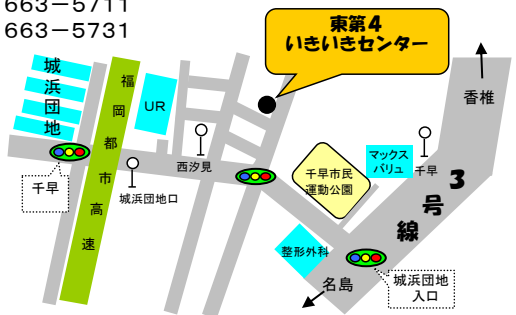 663−5711
663−5731
東第4
いきいきセンター
城浜団地
福岡都市高速
UR
香椎
西汐見
千早
城浜団地口
千早市民
運動公園
マックス
バリュ
千早
3号線
整形外科
名島
城浜団地
入口